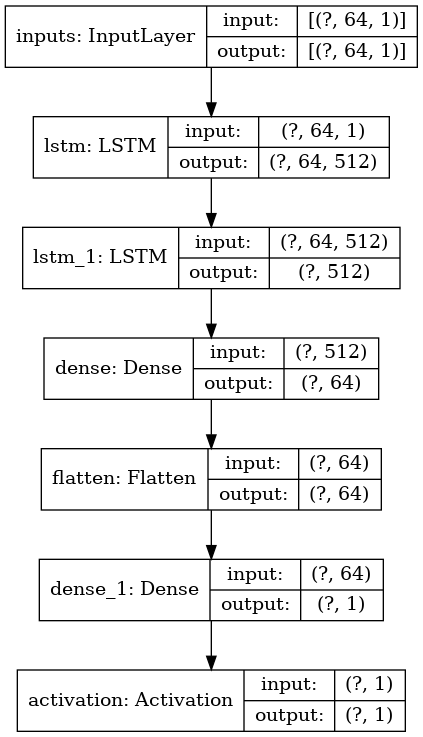 inputs: InputLayer
input: [(?, 64, 1)]
output: [(?, 64, 1)]
lstm: LSTM
input: (?, 64, 1)
output: (?, 64, 512)
lstm_1: LSTM
input: (?, 64, 512)
output: (?, 512)
dense: Dense
input: (?, 512)
output: (?, 64)
flatten: Flatten
input: (?, 64)
output: (?, 64)
dense_1: Dense
input: (?, 64)
output: (?, 1)
activation: Activation
input: (?, 1)
output: (?, 1)